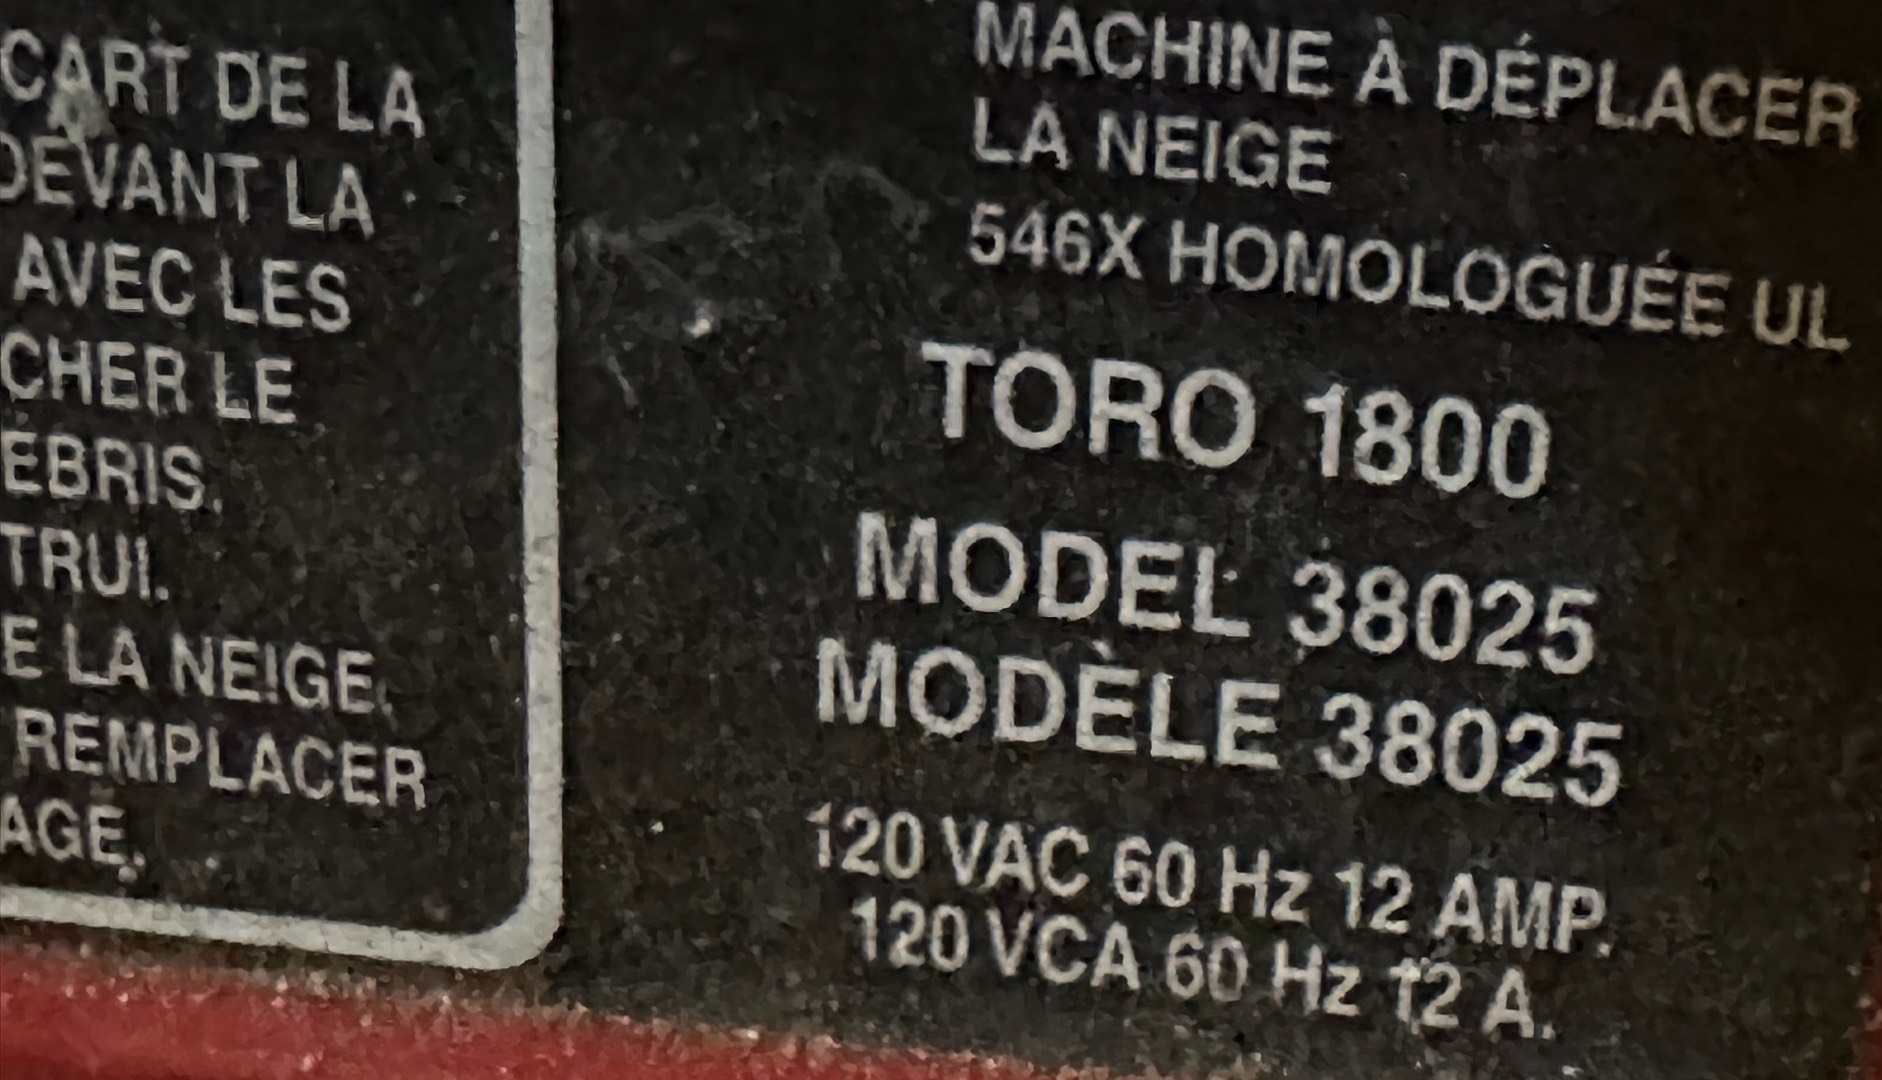 CART DE LA
DEVANT LA
AVEC LES
CHER LE
ÉBRIS.
TRUI.
E LA NEIGE.
REMPLACER
AGE.
MACHINE À DÉPLACER
LA NEIGE
546X HOMOLOGUÉE UL
TORO 1800
MODEL 38025
MODÈLE 38025
120 VAC 60 Hz 12 AMP.
120 VCA 60 Hz 12 A.